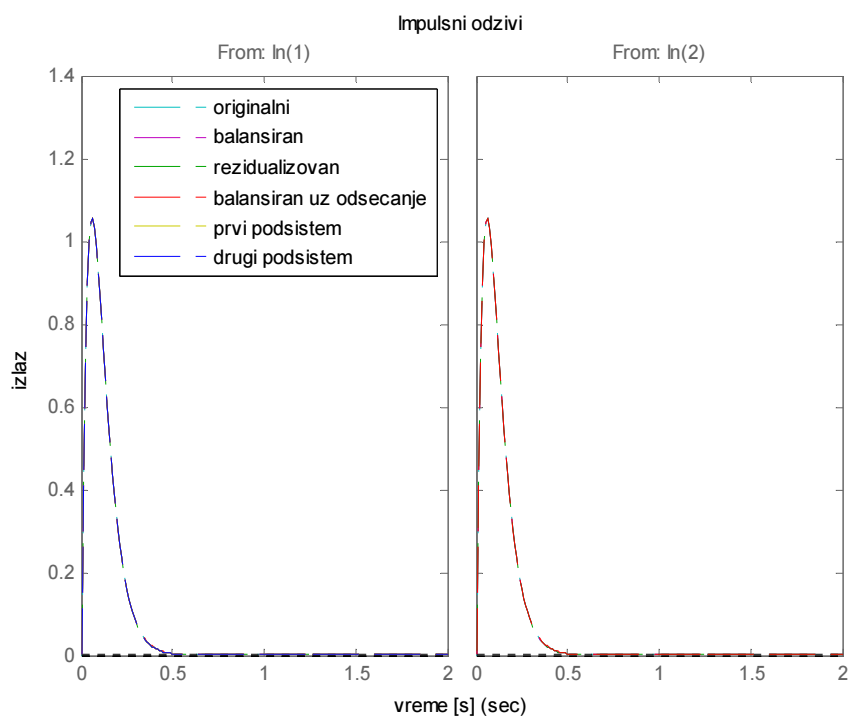 Impulsni odzivi
From: In(1)
From: In(2)
1.4
1.2
1
0.8
0.6
0.4
0.2
0
izlaz
originalni
balansiran
rezidualizovan
balansiran uz odsecanje
prvi podsistem
drugi podsistem
0 0.5 1 1.5 2
0 0.5 1 1.5 2
vreme [s] (sec)